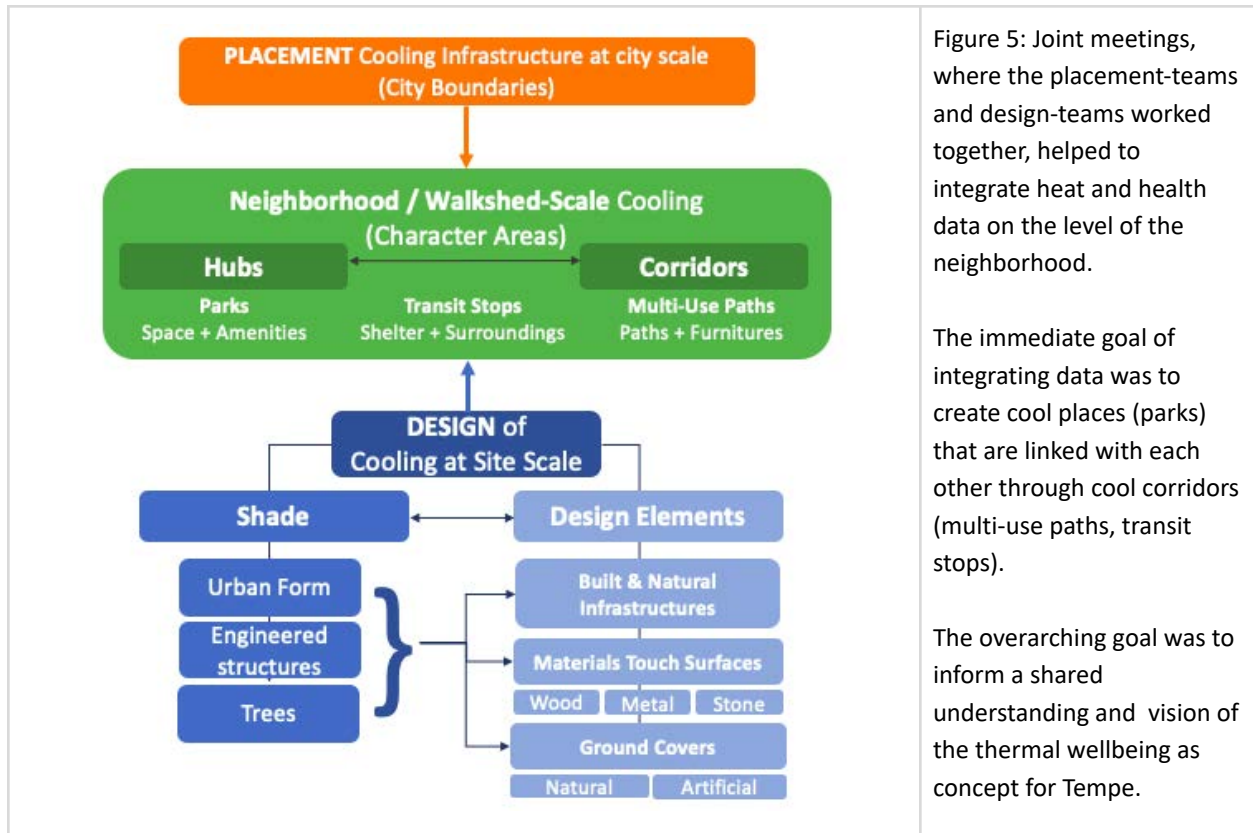 PLACEMENT Cooling Infrastructure at city scale
(City Boundaries)
Neighborhood / Walkshed-Scale Cooling
(Character Areas)
Hubs
Corridors
Parks
Space + Amenities
Transit Stops
Shelter + Surroundings
Multi-Use Paths
Paths + Furnitures
DESIGN of
Cooling at Site Scale
Shade
Design Elements
Urban Form
Engineered
structures
Trees
}
Built & Natural
Infrastructures
Materials Touch Surfaces
Wood
Metal
Stone
Ground Covers
Natural
Artificial
Figure 5: Joint meetings,
where the placement-teams
and design-teams worked
together, helped to
integrate heat and health
data on the level of the
neighborhood.
The immediate goal of
integrating data was to
create cool places (parks)
that are linked with each
other through cool corridors
(multi-use paths, transit
stops).
The overarching goal was to
inform a shared
understanding and  vision of
the thermal wellbeing as
concept for Tempe.